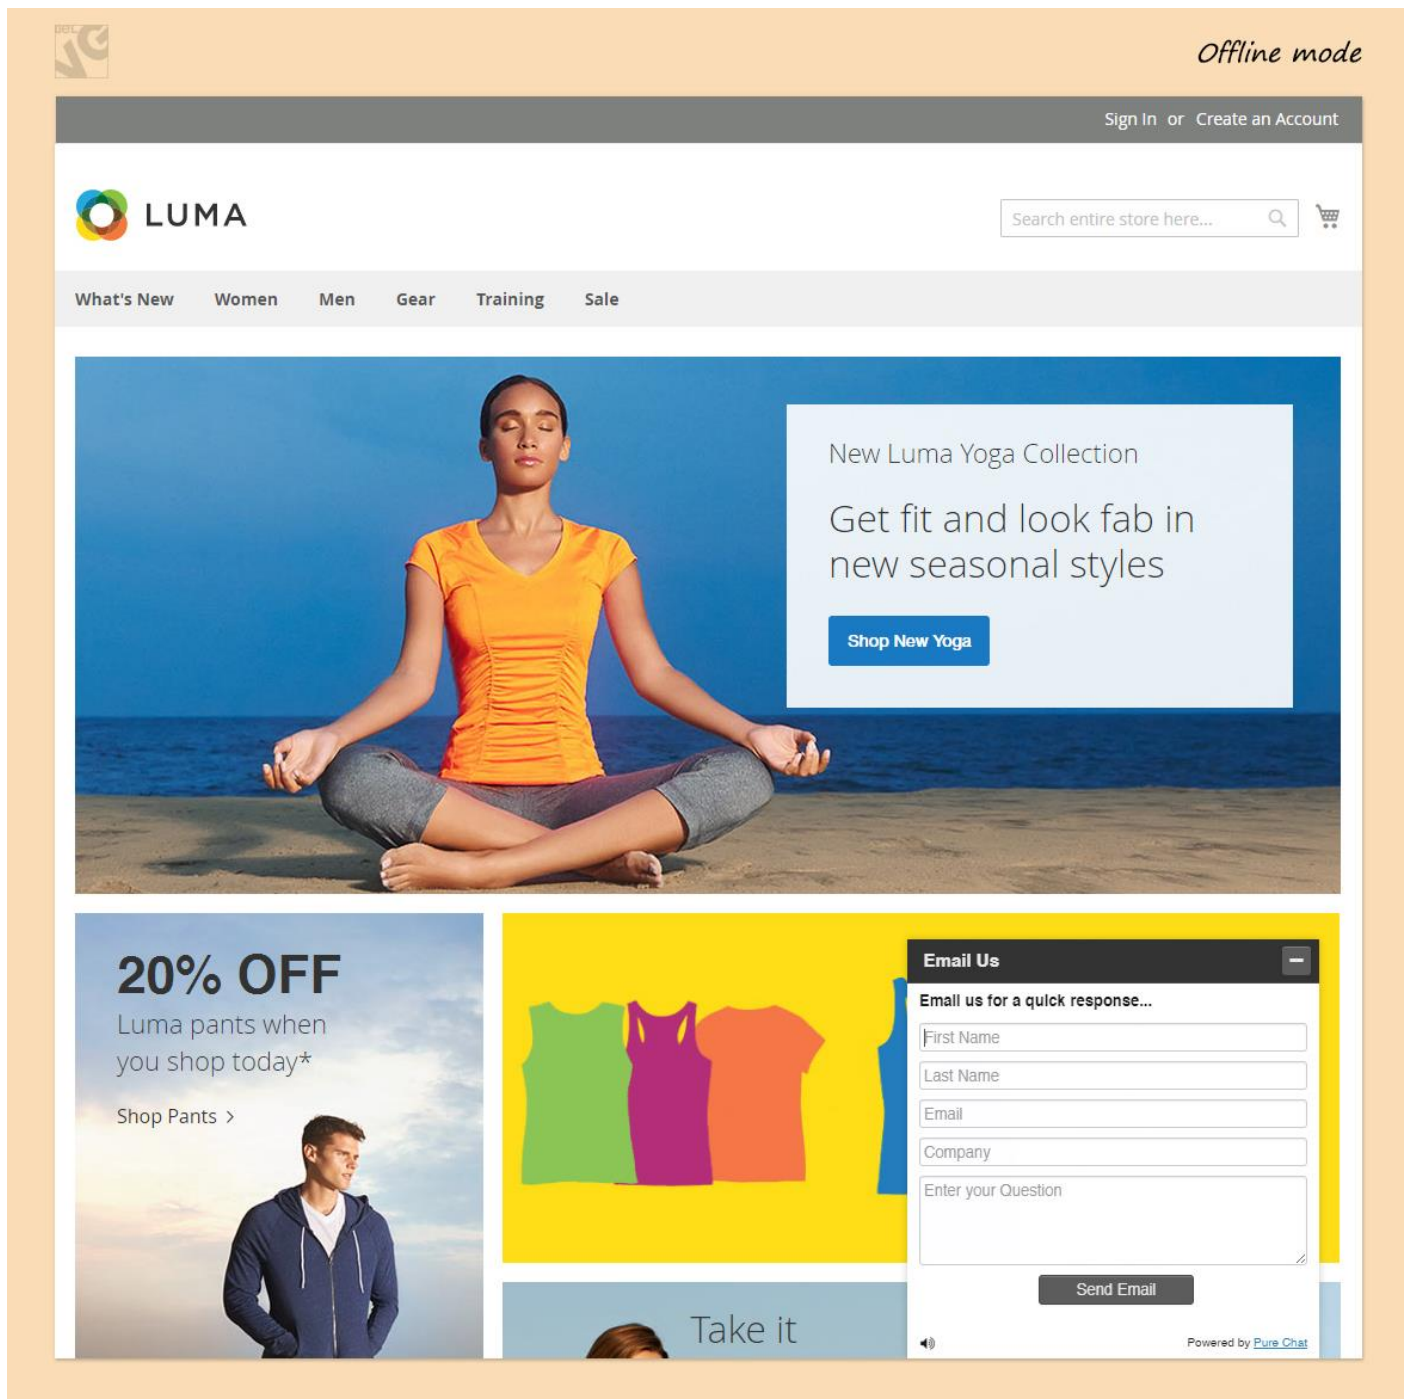 VG
Offline mode
Sign In or Create an Account
LUMA
Search entire store here...
What's New Women Men Gear Training Sale
New Luma Yoga Collection
Get fit and look fab in
new seasonal styles
Shop New Yoga
20% OFF
Luma pants when
you shop today*
Shop Pants >
Email Us
Email us for a quick response...
First Name
Last Name
Email
Company
Enter your Question
Send Email
Take it
Powered by Pure Chat